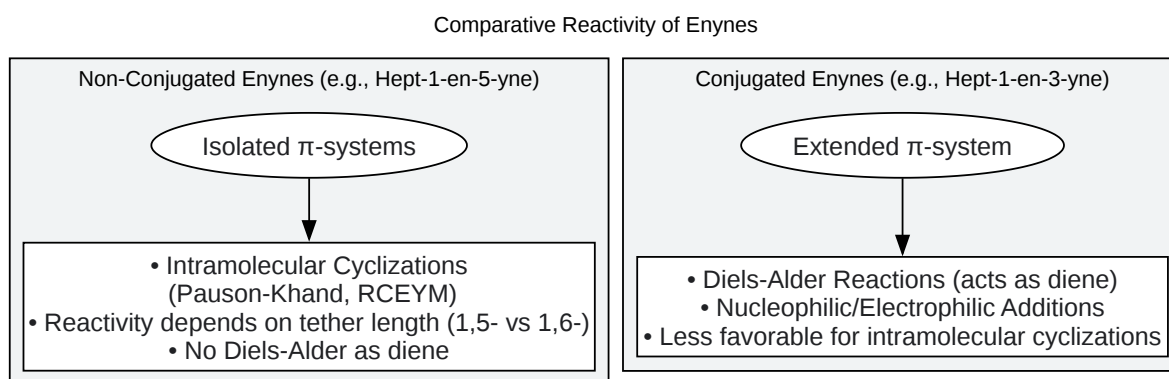 Comparative Reactivity of Enynes
Non-Conjugated Enynes (e.g., Hept-1-en-5-yne)
Isolated π-systems
• Intramolecular Cyclizations
(Pauson-Khand, RCEYM)
• Reactivity depends on tether length (1,5- vs 1,6-)
• No Diels-Alder as diene
Conjugated Enynes (e.g., Hept-1-en-3-yne)
Extended π-system
• Diels-Alder Reactions (acts as diene)
• Nucleophilic/Electrophilic Additions
• Less favorable for intramolecular cyclizations